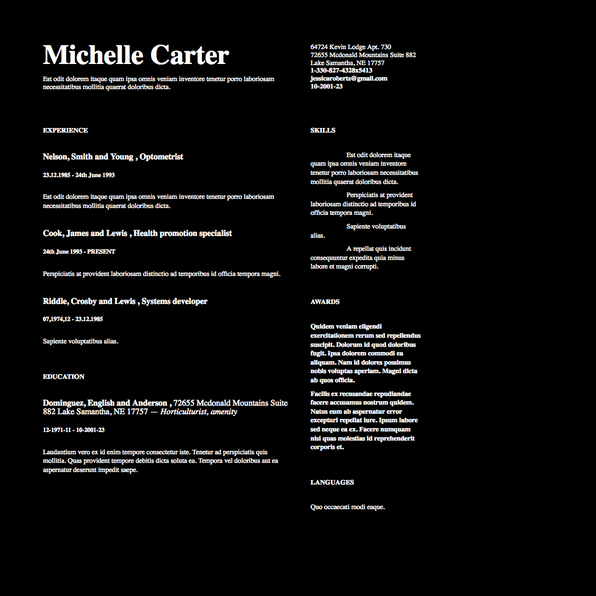 Michelle Carter
Est odit dolorem itaque quam ipsa omnis veniam inventore tenetur porro laboriosam
necessitatibus mollitia quaerat doloribus dicta.
64724 Kevin Lodge Apt. 730
72655 Mcdonald Mountains Suite 882
Lake Samantha, NE 17757
1-330-827-4328x5413
jessicaroberts@gmail.com
10-2001-23
EXPERIENCE
Nelson, Smith and Young , Optometrist
23.12.1985 - 24th June 1993
Est odit dolorem itaque quam ipsa omnis veniam inventore tenetur porro laboriosam
necessitatibus mollitia quaerat doloribus dicta.
Cook, James and Lewis , Health promotion specialist
24th June 1993 - PRESENT
Perspiciatis at provident laboriosam distinctio ad temporibus id officia tempora magni.
Riddle, Crosby and Lewis , Systems developer
07,1974,12 - 23.12.1985
Sapiente voluptatibus alias.
EDUCATION
Dominguez, English and Anderson , 72655 Mcdonald Mountains Suite
882 Lake Samantha, NE 17757 — Horticulturist, amenity
12-1971-11 - 10-2001-23
Laudantium vero ex id enim tempore consectetur iste. Tenetur ad perspiciatis quis
mollitia. Quas provident tempore debitis dicta soluta ea. Tempora vel doloribus aut ea
aspernatur deserunt impedit saepe.
SKILLS
Est odit dolorem itaque
quam ipsa omnis veniam inventore
tenetur porro laboriosam necessitatibus
mollitia quaerat doloribus dicta.
Perspiciatis at provident
laboriosam distinctio ad temporibus id
officia tempora magni.
Sapiente voluptatibus
alias.
A repellat quis incidunt
consequuntur expedita quia minus
labore et magni corrupti.
AWARDS
Quidem veniam eligendi
exercitationem rerum sed repellendus
suscipit. Dolorum id quod doloribus
fugit. Ipsa dolorem commodi ea
aliquam. Nam id dolores possimus
nobis voluptas aperiam. Magni dicta
ab quos officia.
Facilis ex recusandae repudiandae
facere accusamus nostrum quidem.
Natus eum ab aspernatur error
excepturi repellat iure. Ipsum labore
sed neque ea ex. Facere numquam
nisi quas molestias id reprehenderit
corporis et.
LANGUAGES
Quo occaecati modi eaque.